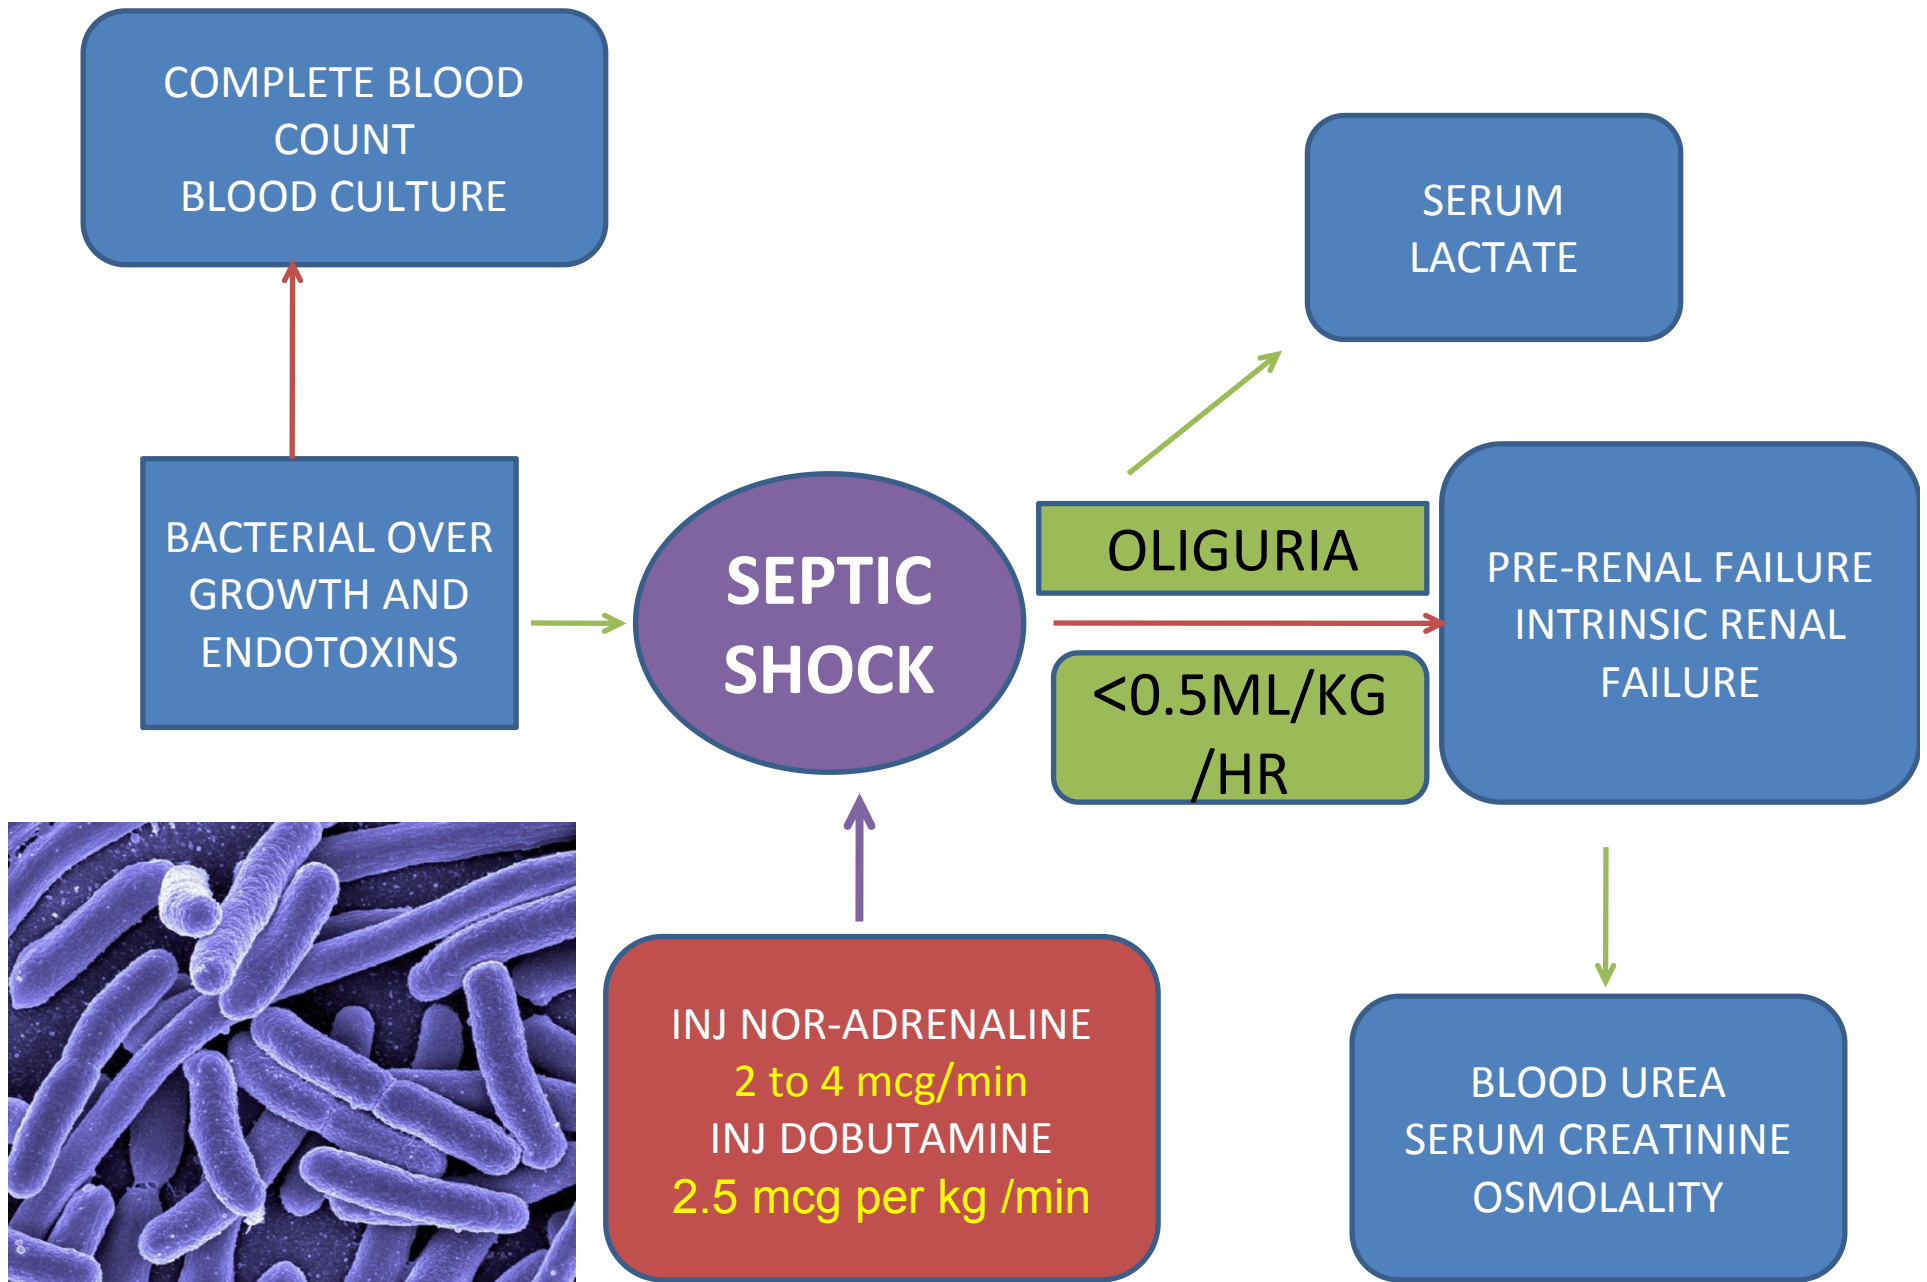 COMPLETE BLOOD
COUNT
BLOOD CULTURE
SERUM
LACTATE
BACTERIAL OVER
GROWTH AND
ENDOTOXINS
SEPTIC
SHOCK
OLIGURIA
<0.5ML/KG
/HR
PRE-RENAL FAILURE
INTRINSIC RENAL
FAILURE
INJ NOR-ADRENALINE
2 to 4 mcg/min
INJ DOBUTAMINE
2.5 mcg per kg /min
BLOOD UREA
SERUM CREATININE
OSMOLALITY